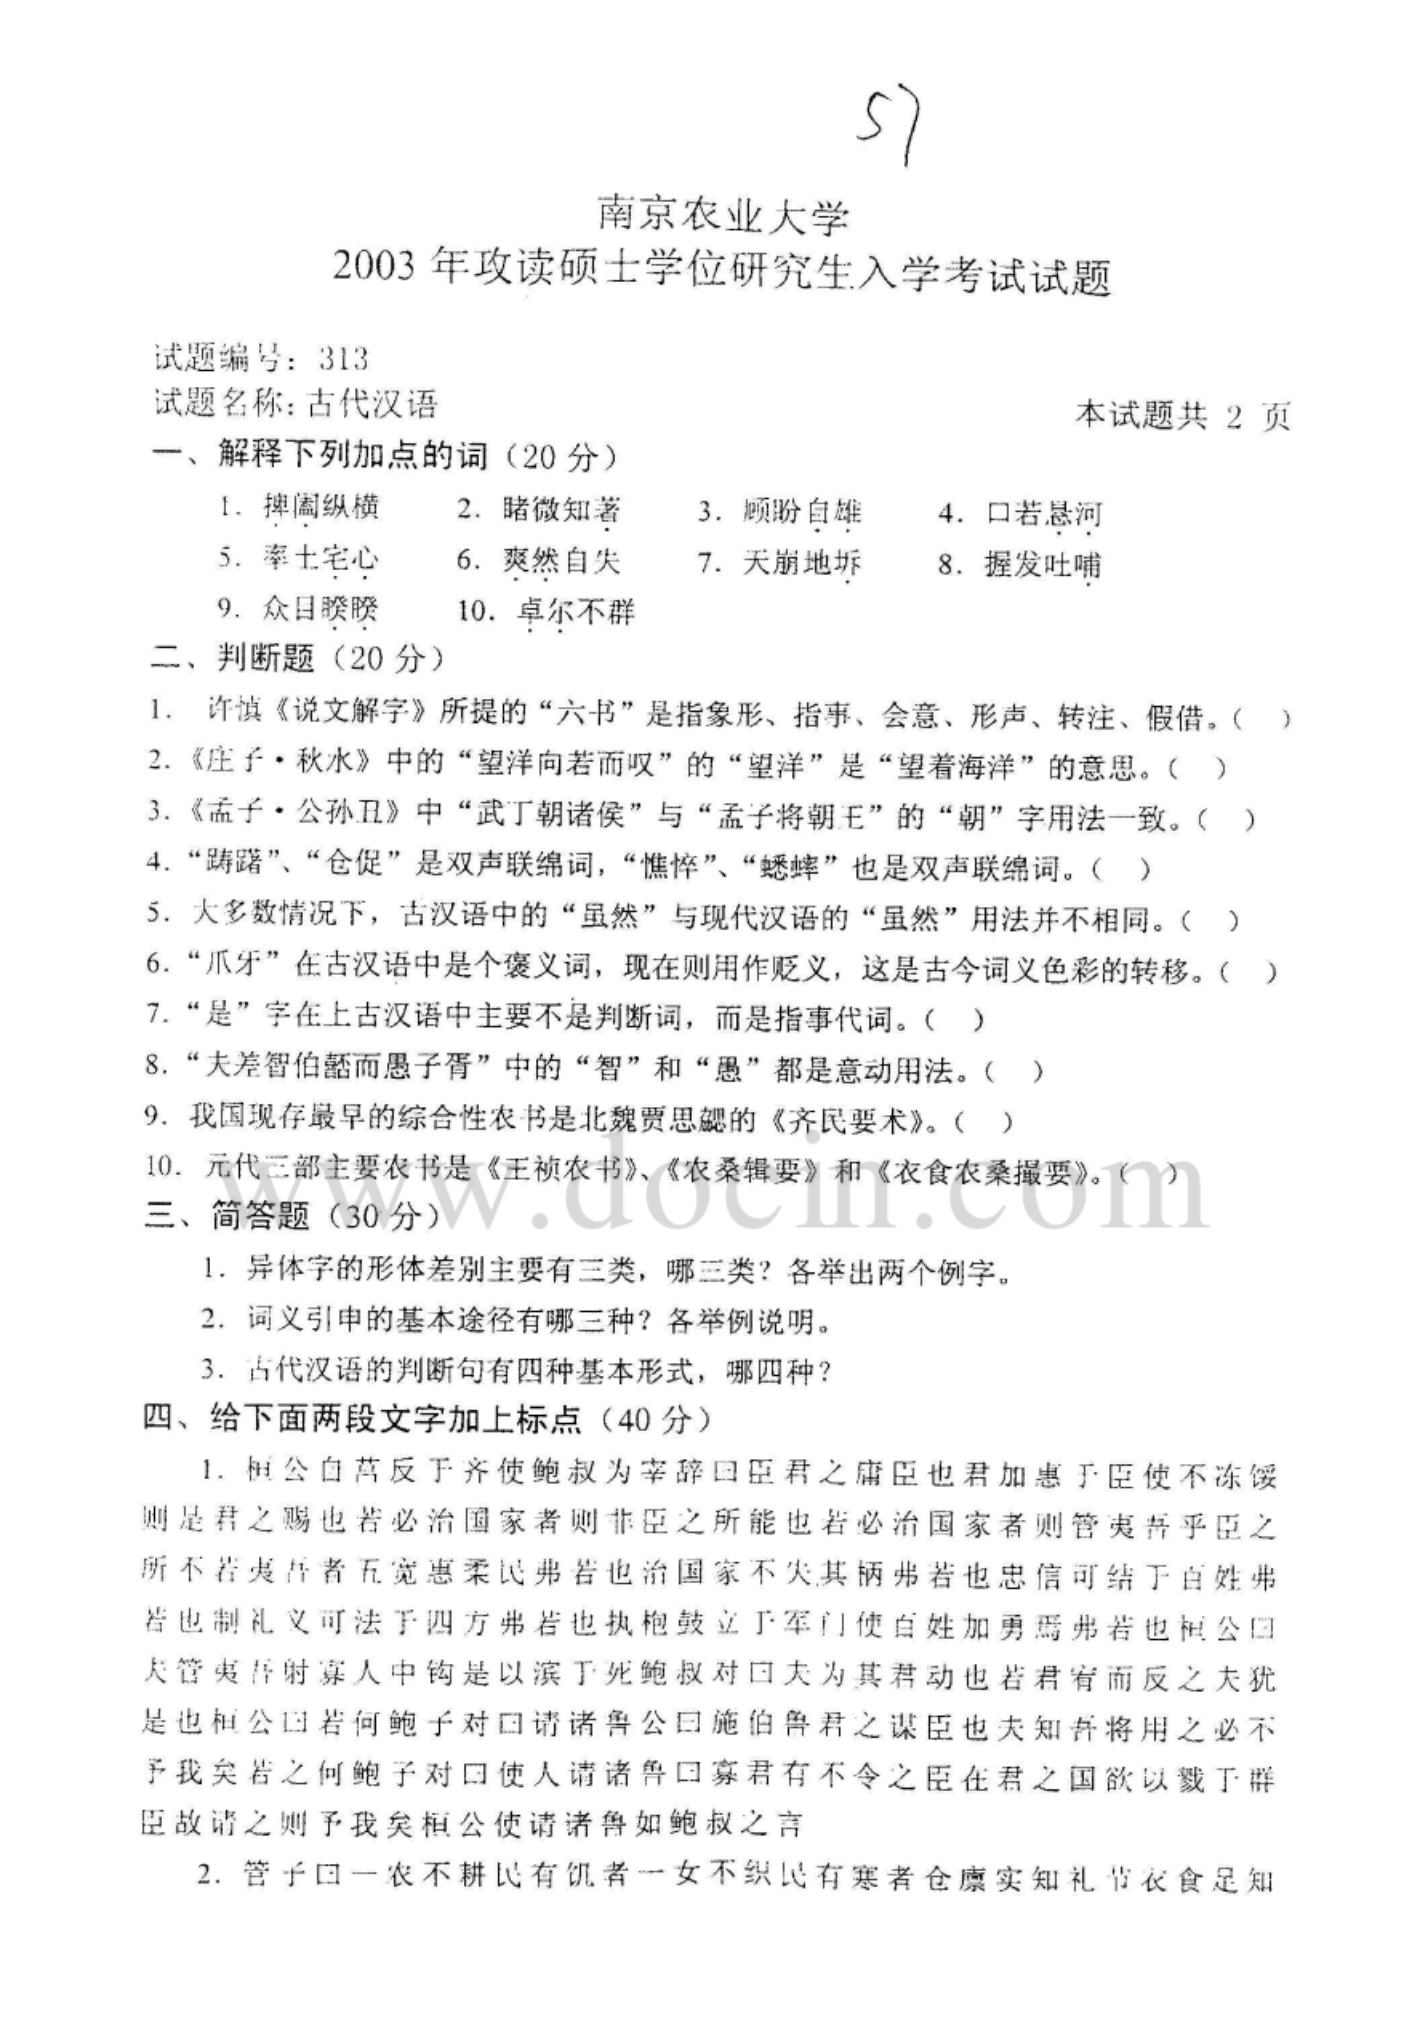 57
南京农业大学
2003 年攻读硕士学位研究生入学考试试题
试题编号：313
试题名称：古代汉语
本试题共 2 页
一、解释下列加点的词（20 分）
1．捭阖纵横 2．睹微知著 3．顾盼自雄 4．口若悬河
5．率土宅心 6．爽然自失 7．天崩地坼 8．握发吐哺
9．众目睽睽 10．卓尔不群
二、判断题（20 分）
1． 许慎《说文解字》所提的“六书”是指象形、指事、会意、形声、转注、假借。（ ）
2．《庄子·秋水》中的“望洋向若而叹”的“望洋”是“望着海洋”的意思。（ ）
3．《孟子·公孙丑》中“武丁朝诸侯”与“孟子将朝王”的“朝”字用法一致。（ ）
4．“踌躇”、“仓促”是双声联绵词，“憔悴”、“蟋蟀”也是双声联绵词。（ ）
5．大多数情况下，古汉语中的“虽然”与现代汉语的“虽然”用法并不相同。（ ）
6．“爪牙”在古汉语中是个褒义词，现在则用作贬义，这是古今词义色彩的转移。（ ）
7．“是”字在上古汉语中主要不是判断词，而是指事代词。（ ）
8．“夫差智伯嚭而愚子胥”中的“智”和“愚”都是意动用法。（ ）
9．我国现存最早的综合性农书是北魏贾思勰的《齐民要术》。（ ）
10．元代三部主要农书是《王祯农书》、《农桑辑要》和《农桑衣食撮要》。（ ）
www.docin.com
三、简答题（30 分）
1．异体字的形体差别主要有三类，哪三类？各举出两个例字。
2．词义引申的基本途径有哪三种？各举例说明。
3．古代汉语的判断句有四种基本形式，哪四种？
四、给下面两段文字加上标点（40 分）
1．桓公自莒反于齐使鲍叔为宰辞曰臣君之庸臣也君加惠于臣使不冻馁
则是君之赐也若必治国家者则非臣之所能也若必治国家者则管夷吾乎臣之
所不若夷吾者五宽惠柔民弗若也治国家不失其柄弗若也忠信可结于百姓弗
若也制礼义可法于四方弗若也执枹鼓立于军门使百姓加勇焉弗若也桓公曰
夫管夷吾射寡人中钩是以滨于死鲍叔对曰夫为其君动也若君宥而反之夫犹
是也桓公曰若何鲍子对曰请诸鲁公曰施伯鲁君之谋臣也夫知吾将用之必不
予我矣若之何鲍子对曰使人请诸鲁曰寡君有不令之臣在君之国欲以戮于群
臣故请之则予我矣桓公使请诸鲁如鲍叔之言
2．管子曰一农不耕民有饥者一女不织民有寒者仓廪实知礼节衣食足知